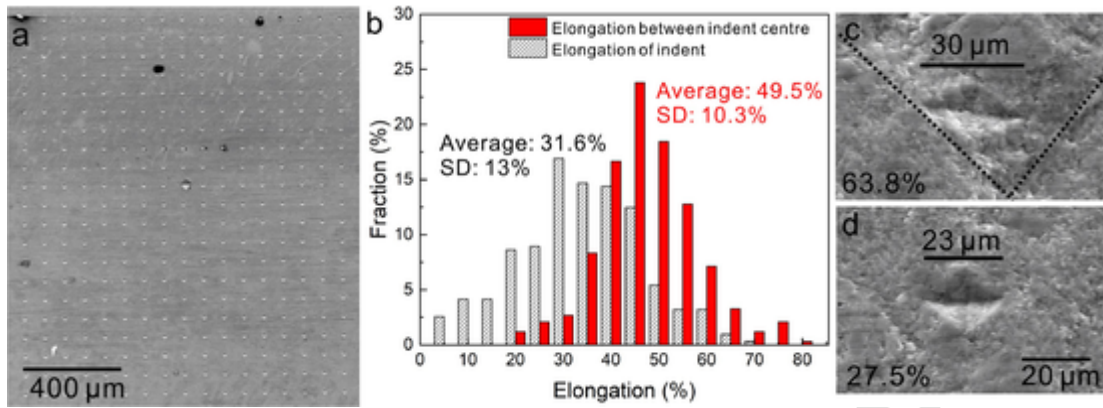 a
400 µm
b
Elongation between indent centre
Elongation of indent
Average: 49.5%
SD: 10.3%
Average: 31.6%
SD: 13%
Fraction (%)
30
25
20
15
10
5
0
0 10 20 30 40 50 60 70 80
Elongation (%)
c
30 µm
63.8%
d
23 µm
27.5%
20 µm